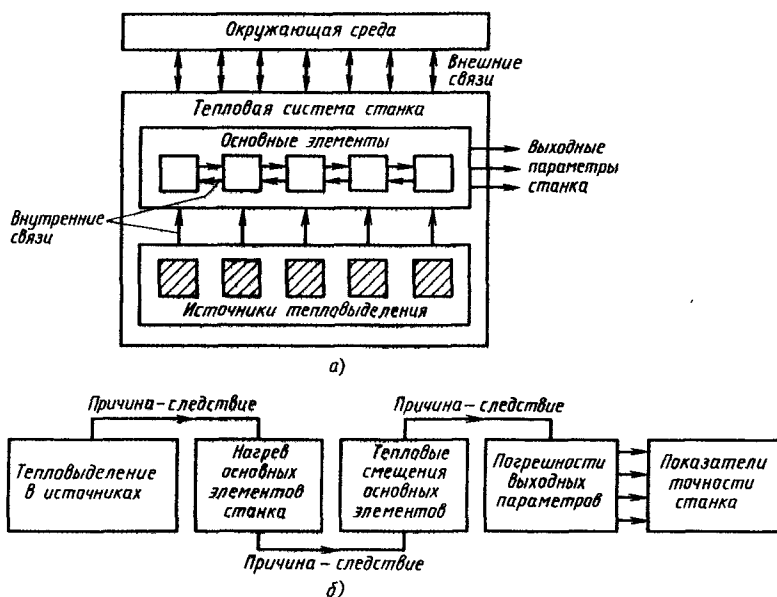 Окружающая среда
Внешние
связи
Тепловая система станка
Основные элементы
Выходные
параметры
станка
Внутренние
связи
Источники тепловыделения
а)
Причина – следствие
Причина – следствие
Тепловыделение
в источниках
Нагрев
основных
элементов
станка
Тепловые
смещения
основных
элементов
Погрешности
выходных
параметров
Показатели
точности
станка
Причина – следствие
б)